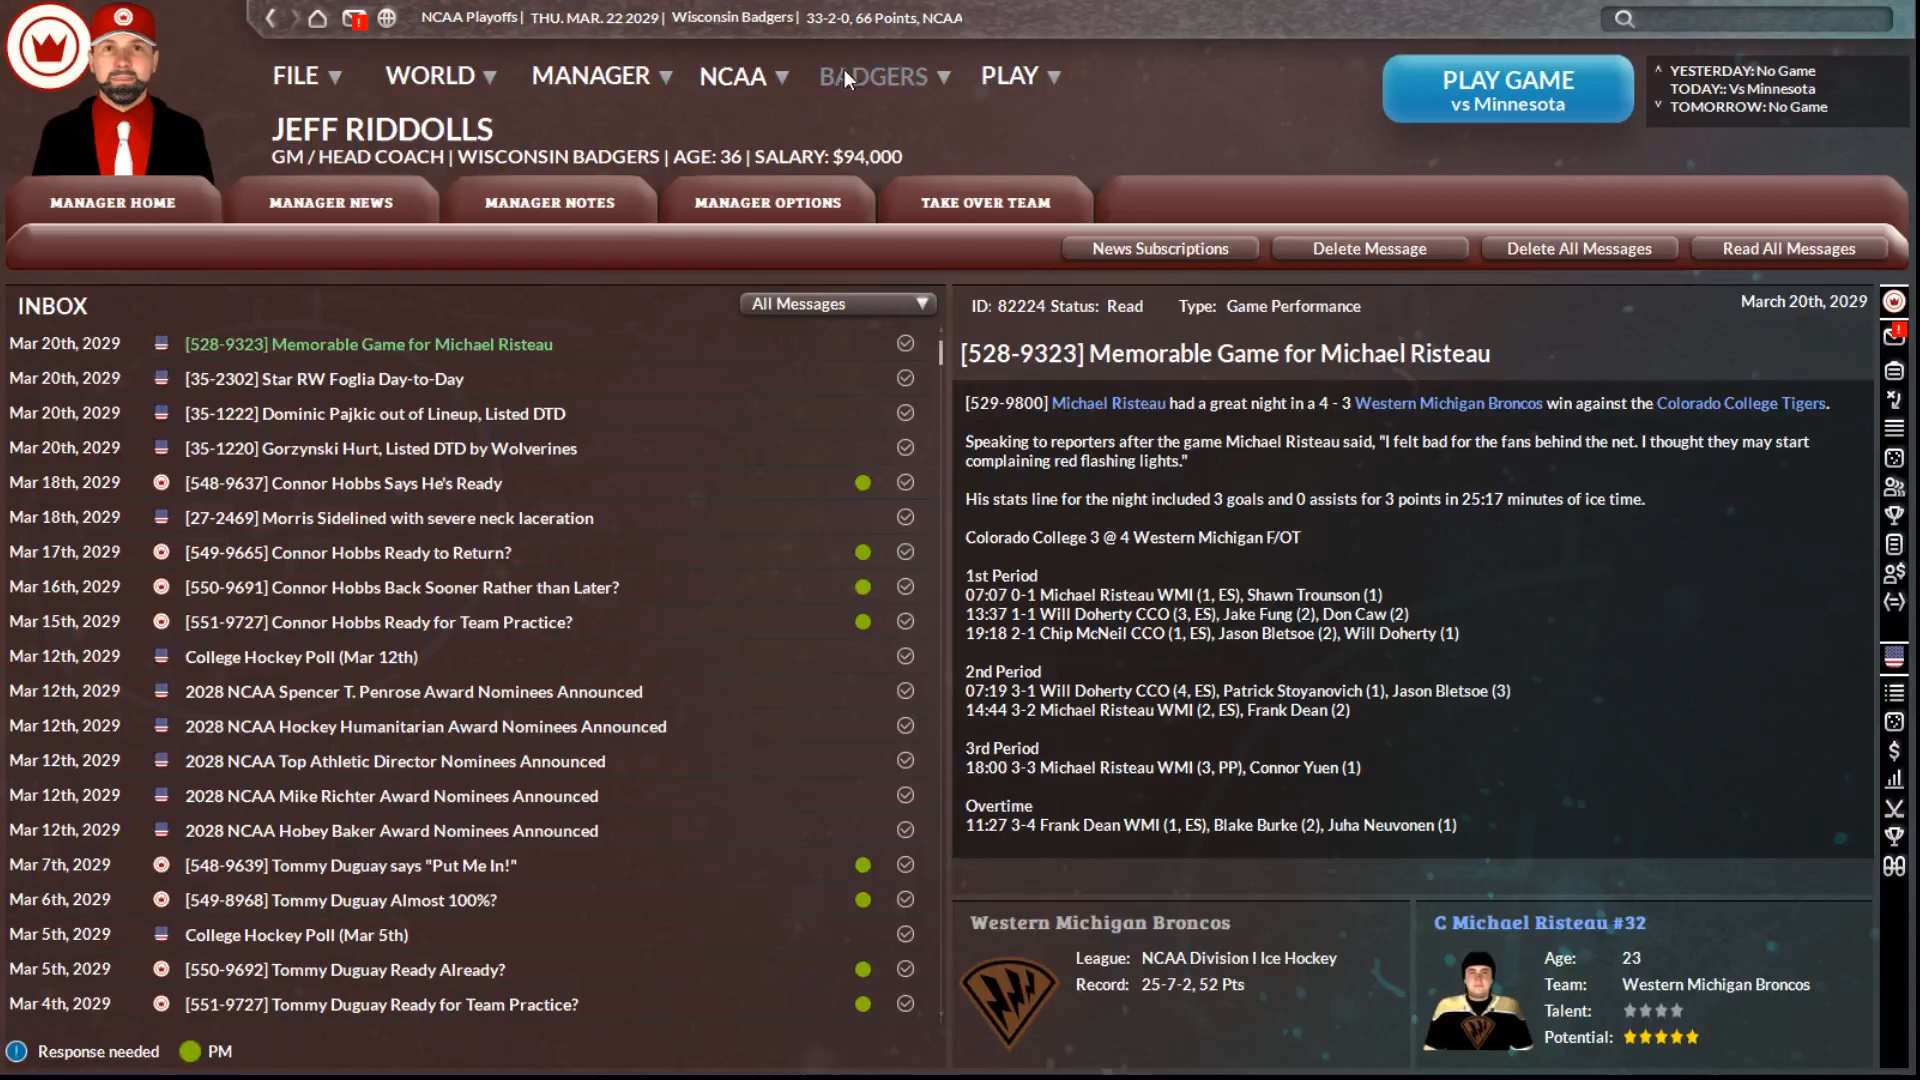 NCAA Playoffs | THU. MAR. 22 2029 | Wisconsin Badgers | 33-2-0, 66 Points, NCAA
FILE ▼ WORLD ▼ MANAGER ▼ NCAA ▼ BADGERS ▼ PLAY ▼
PLAY GAME
vs Minnesota
YESTERDAY: No Game
TODAY:: Vs Minnesota
TOMORROW: No Game
JEFF RIDDOLLS
GM / HEAD COACH | WISCONSIN BADGERS | AGE: 36 | SALARY: $94,000
MANAGER HOME MANAGER NEWS MANAGER NOTES MANAGER OPTIONS TAKE OVER TEAM
News Subscriptions Delete Message Delete All Messages Read All Messages
INBOX All Messages ▼
Mar 20th, 2029 [528-9323] Memorable Game for Michael Risteau
Mar 20th, 2029 [35-2302] Star RW Foglia Day-to-Day
Mar 20th, 2029 [35-1222] Dominic Pajkic out of Lineup, Listed DTD
Mar 20th, 2029 [35-1220] Gorzynski Hurt, Listed DTD by Wolverines
Mar 18th, 2029 [548-9637] Connor Hobbs Says He's Ready
Mar 18th, 2029 [27-2469] Morris Sidelined with severe neck laceration
Mar 17th, 2029 [549-9665] Connor Hobbs Ready to Return?
Mar 16th, 2029 [550-9691] Connor Hobbs Back Sooner Rather than Later?
Mar 15th, 2029 [551-9727] Connor Hobbs Ready for Team Practice?
Mar 12th, 2029 College Hockey Poll (Mar 12th)
Mar 12th, 2029 2028 NCAA Spencer T. Penrose Award Nominees Announced
Mar 12th, 2029 2028 NCAA Hockey Humanitarian Award Nominees Announced
Mar 12th, 2029 2028 NCAA Top Athletic Director Nominees Announced
Mar 12th, 2029 2028 NCAA Mike Richter Award Nominees Announced
Mar 12th, 2029 2028 NCAA Hobey Baker Award Nominees Announced
Mar 7th, 2029 [548-9639] Tommy Duguay says "Put Me In!"
Mar 6th, 2029 [549-8968] Tommy Duguay Almost 100%?
Mar 5th, 2029 College Hockey Poll (Mar 5th)
Mar 5th, 2029 [550-9692] Tommy Duguay Ready Already?
Mar 4th, 2029 [551-9727] Tommy Duguay Ready for Team Practice?
Response needed PM
ID: 82224 Status: Read Type: Game Performance March 20th, 2029
[528-9323] Memorable Game for Michael Risteau
[529-9800] Michael Risteau had a great night in a 4 - 3 Western Michigan Broncos win against the Colorado College Tigers.
Speaking to reporters after the game Michael Risteau said, "I felt bad for the fans behind the net. I thought they may start
complaining red flashing lights."
His stats line for the night included 3 goals and 0 assists for 3 points in 25:17 minutes of ice time.
Colorado College 3 @ 4 Western Michigan F/OT
1st Period
07:07 0-1 Michael Risteau WMI (1, ES), Shawn Trounson (1)
13:37 1-1 Will Doherty CCO (3, ES), Jake Fung (2), Don Caw (2)
19:18 2-1 Chip McNeil CCO (1, ES), Jason Bletsoe (2), Will Doherty (1)
2nd Period
07:19 3-1 Will Doherty CCO (4, ES), Patrick Stoyanovich (1), Jason Bletsoe (3)
14:44 3-2 Michael Risteau WMI (2, ES), Frank Dean (2)
3rd Period
18:00 3-3 Michael Risteau WMI (3, PP), Connor Yuen (1)
Overtime
11:27 3-4 Frank Dean WMI (1, ES), Blake Burke (2), Juha Neuvonen (1)
Western Michigan Broncos
League: NCAA Division I Ice Hockey
Record: 25-7-2, 52 Pts
C Michael Risteau #32
Age: 23
Team: Western Michigan Broncos
Talent: ★★★★
Potential: ★★★★★